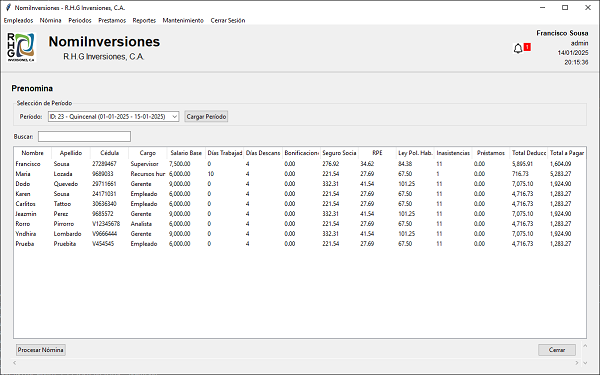 NomiInversiones - R.H.G Inversiones, C.A.
Empleados Nómina Periodos Prestamos Reportes Mantenimiento Cerrar Sesión
R
H
G
INVERSIONES, C.A.
NomiInversiones
R.H.G Inversiones, C.A.
1
Francisco Sousa
admin
14/01/2025
20:15:36
Prenomina
Selección de Período
Período: ID: 23 - Quincenal (01-01-2025 - 15-01-2025) Cargar Período
Buscar:
Nombre Apellido Cédula Cargo Salario Base Días Trabajad Días Descans Bonificacione Seguro Socia RPE Ley Pol. Hab. Inasistencias Préstamos Total Deducc Total a Pagar
Francisco Sousa 27289467 Supervisor 7,500.00 0 4 0.00 276.92 34.62 84.38 11 0.00 5,895.91 1,604.09
Maria Lozada 9689033 Recursos hur 6,000.00 10 4 0.00 221.54 27.69 67.50 1 0.00 716.73 5,283.27
Dodo Quevedo 29711661 Gerente 9,000.00 0 4 0.00 332.31 41.54 101.25 11 0.00 7,075.10 1,924.90
Karen Sousa 24171031 Empleado 6,000.00 0 4 0.00 221.54 27.69 67.50 11 0.00 4,716.73 1,283.27
Carlitos Tattoo 30636340 Empleado 6,000.00 0 4 0.00 221.54 27.69 67.50 11 0.00 4,716.73 1,283.27
Jeazmin Perez 9685572 Gerente 9,000.00 0 4 0.00 332.31 41.54 101.25 11 0.00 7,075.10 1,924.90
Rorro Pirrorro V12345678 Analista 6,000.00 0 4 0.00 221.54 27.69 67.50 11 0.00 4,716.73 1,283.27
Yndhira Lombardo V9666444 Gerente 9,000.00 0 4 0.00 332.31 41.54 101.25 11 0.00 7,075.10 1,924.90
Prueba Pruebita V454545 Empleado 6,000.00 0 4 0.00 221.54 27.69 67.50 11 0.00 4,716.73 1,283.27
Procesar Nómina Cerrar